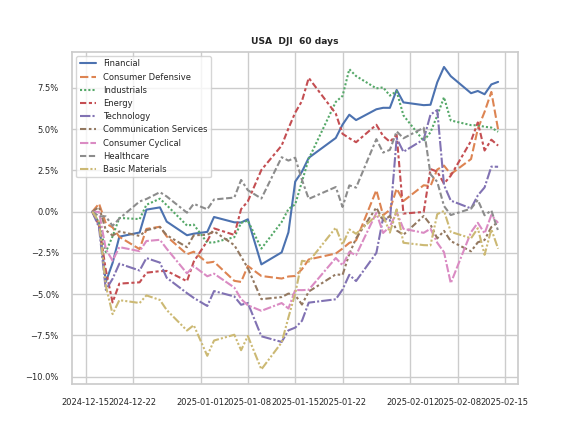 USA DJI 60 days
Financial
Consumer Defensive
Industrials
Energy
Technology
Communication Services
Consumer Cyclical
Healthcare
Basic Materials
7.5%
5.0%
2.5%
0.0%
−2.5%
−5.0%
−7.5%
−10.0%
2024-12-15 2024-12-22 2025-01-01 2025-01-08 2025-01-15 2025-01-22 2025-02-01 2025-02-08 2025-02-15